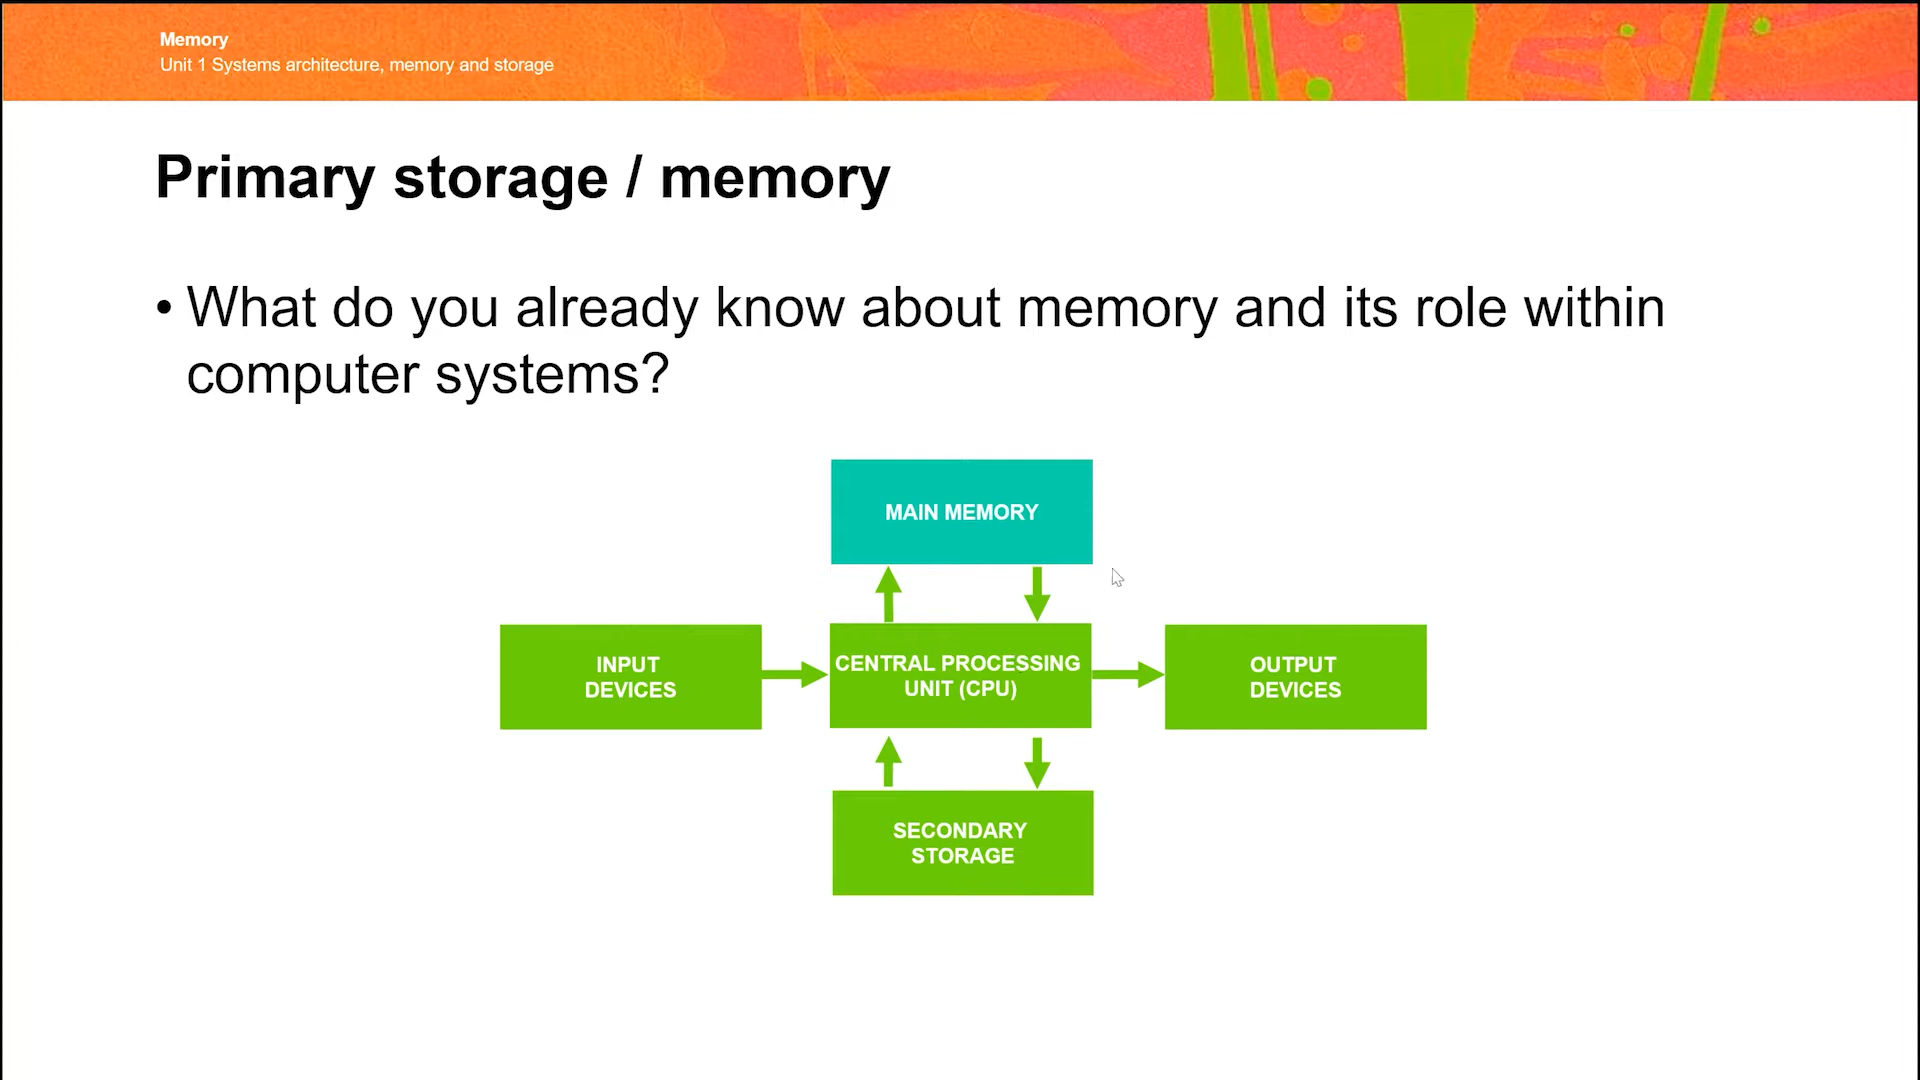 Memory
Unit 1 Systems architecture, memory and storage
Primary storage / memory
• What do you already know about memory and its role within
computer systems?
MAIN MEMORY
INPUT
DEVICES
CENTRAL PROCESSING
UNIT (CPU)
OUTPUT
DEVICES
SECONDARY
STORAGE